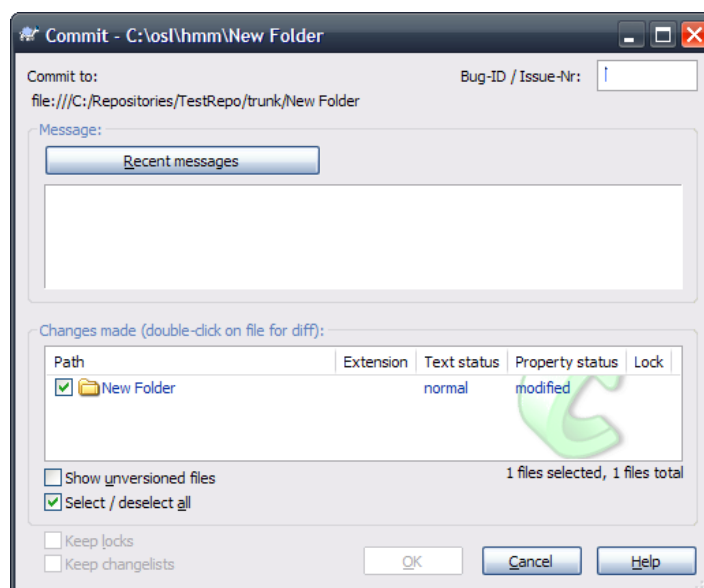 Commit - C:\osl\hmm\New Folder
Commit to:
Bug-ID / Issue-Nr:
file:///C:/Repositories/TestRepo/trunk/New Folder
Message:
Recent messages
Changes made (double-click on file for diff):
Path Extension Text status Property status Lock
New Folder normal modified
Show unversioned files
1 files selected, 1 files total
Select / deselect all
Keep locks
Keep changelists
OK Cancel Help